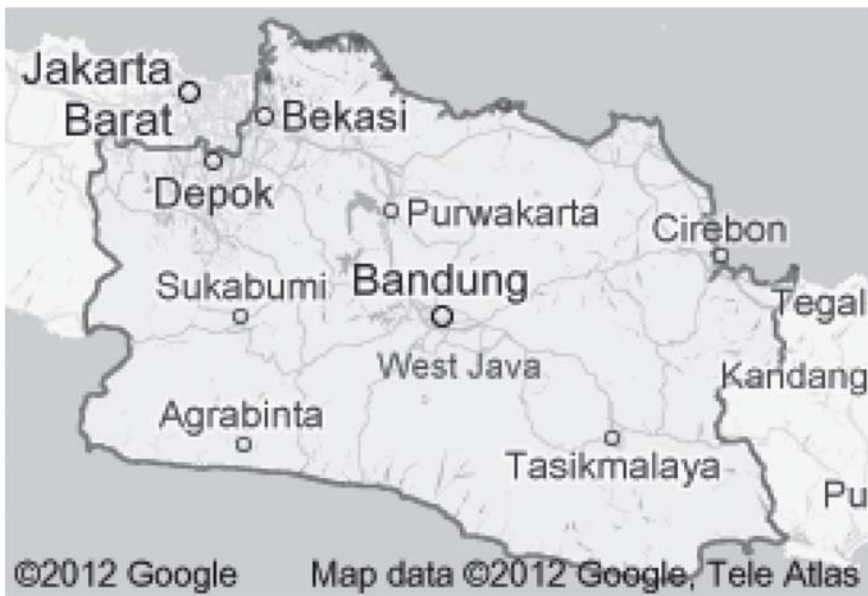 Jakarta
Barat
Bekasi
Depok
Purwakarta
Cirebon
Sukabumi
Bandung
Tegal
West Java
Kandang
Agrabinta
Tasikmalaya
Pu
©2012 Google
Map data ©2012 Google, Tele Atlas